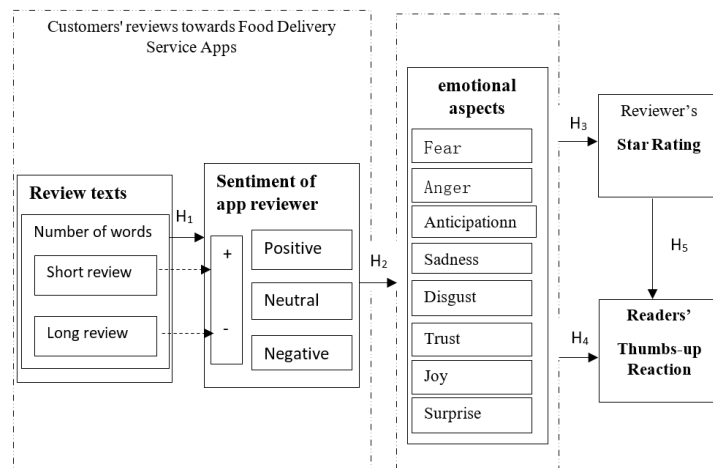 Customers' reviews towards Food Delivery
Service Apps
Review texts
Number of words
Short review
Long review
H1
Sentiment of
app reviewer
+
-
Positive
Neutral
Negative
H2
emotional
aspects
Fear
Anger
Anticipationn
Sadness
Disgust
Trust
Joy
Surprise
H3
H4
Reviewer's
Star Rating
H5
Readers'
Thumbs-up
Reaction